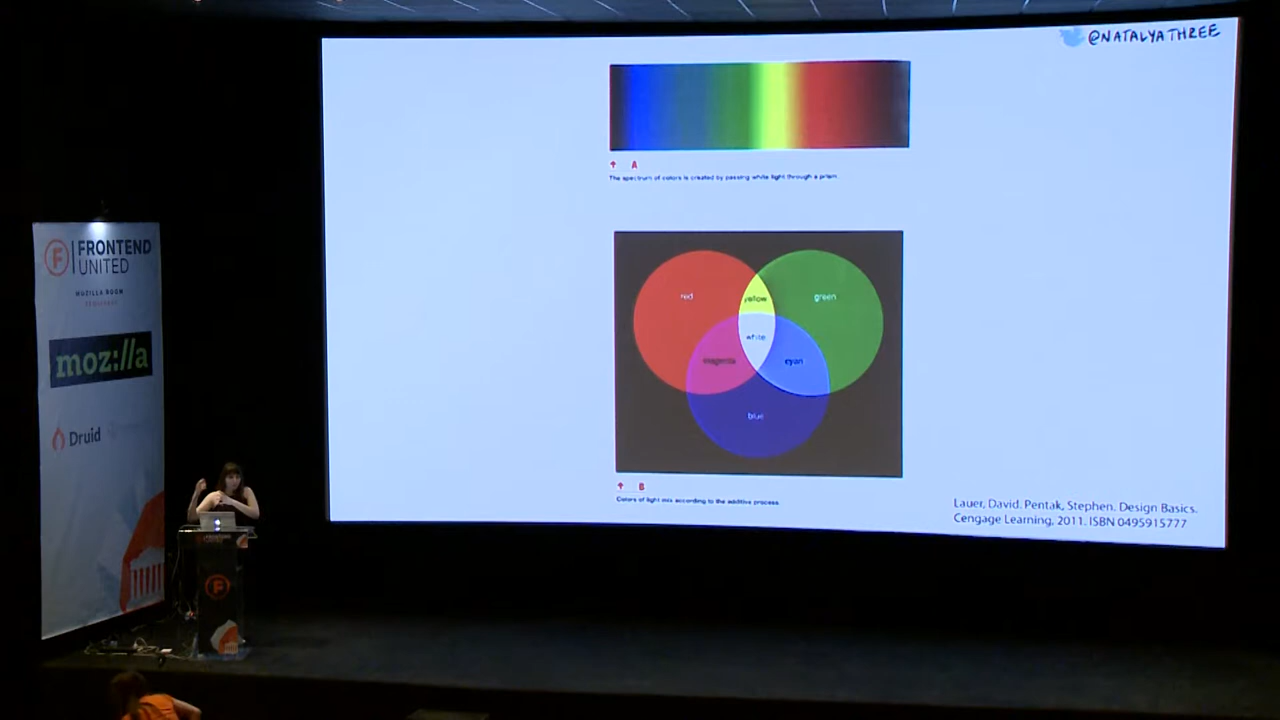 @NATALYATHREE
A
The spectrum of colors is created by passing white light through a prism.
red
yellow
green
white
magenta
cyan
blue
B
Colors of light mix according to the additive process.
Lauer, David. Pentak, Stephen. Design Basics.
Cengage Learning, 2011. ISBN 0495915777
F
FRONTEND
UNITED
MOZILLA ROOM
moz://a
Druid
F